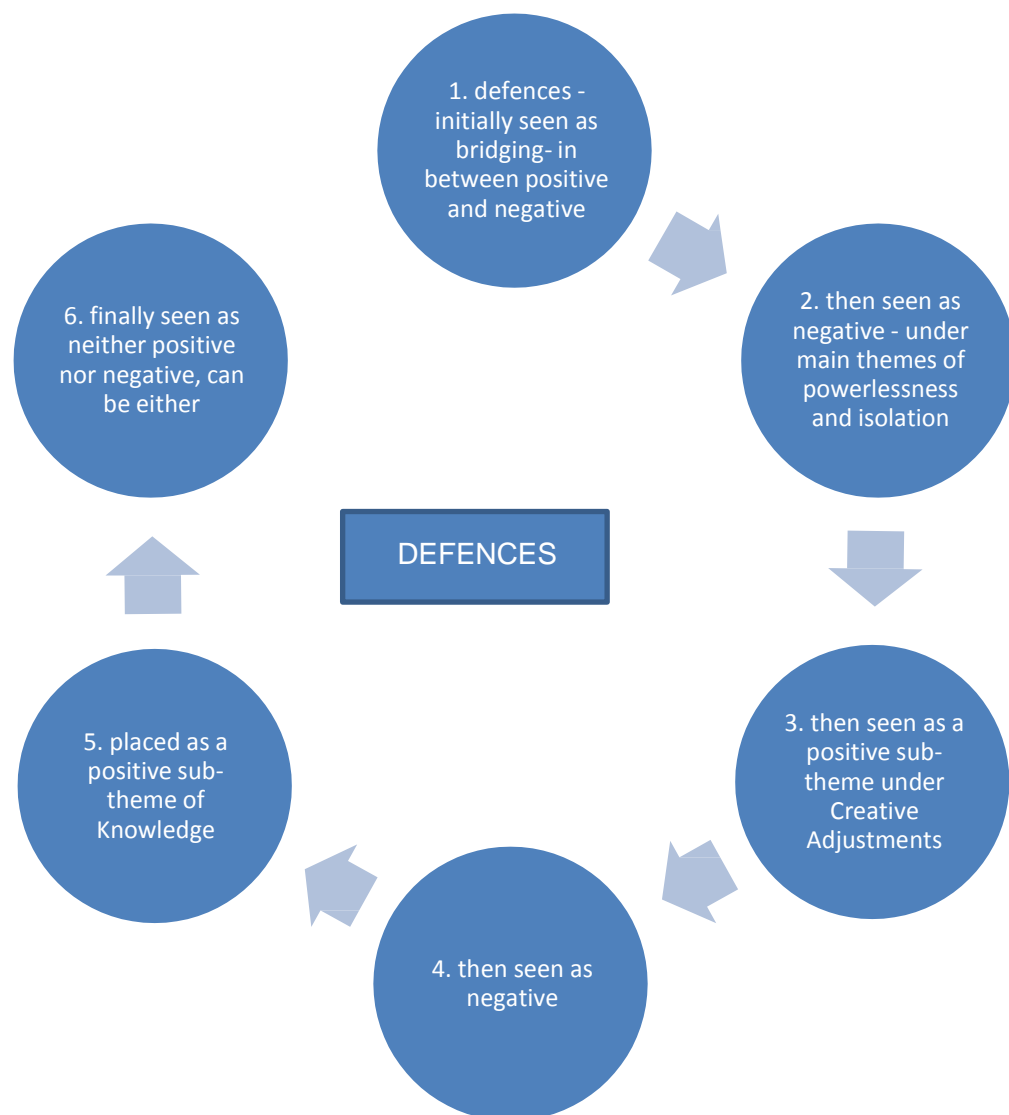 1. defences -
initially seen as
bridging- in
between positive
and negative
2. then seen as
negative - under
main themes of
powerlessness
and isolation
3. then seen as a
positive sub-
theme under
Creative
Adjustments
4. then seen as
negative
5. placed as a
positive sub-
theme of
Knowledge
6. finally seen as
neither positive
nor negative, can
be either
DEFENCES